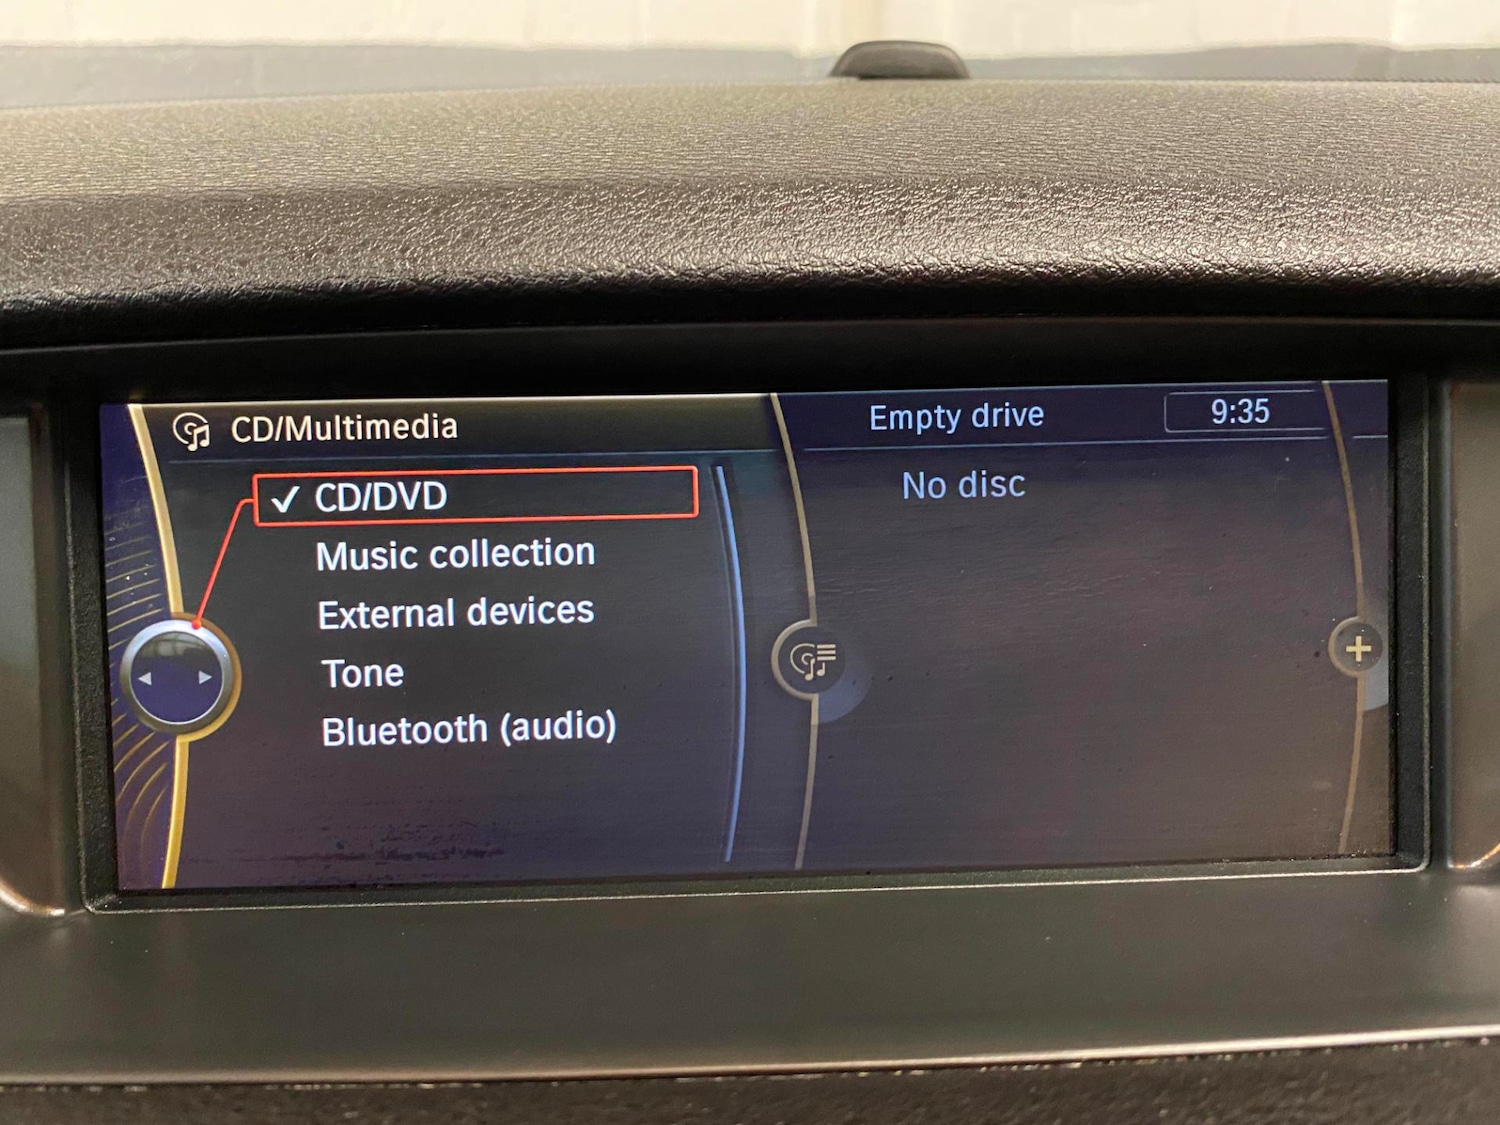 CD/Multimedia
Empty drive
9:35
✓ CD/DVD
Music collection
External devices
Tone
Bluetooth (audio)
No disc